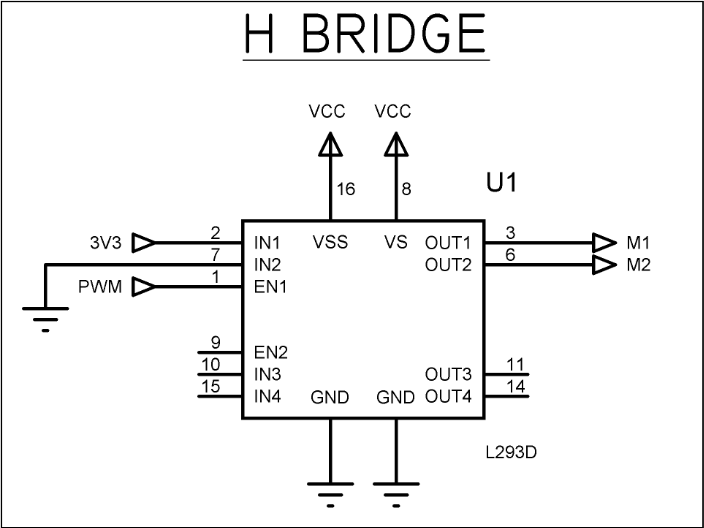 H BRIDGE
VCC VCC
16 8 U1
3V3 2 IN1 VSS VS OUT1 3 M1
7 IN2 OUT2 6 M2
PWM 1 EN1
9 EN2
10 IN3 OUT3 11
15 IN4 GND GND OUT4 14
L293D